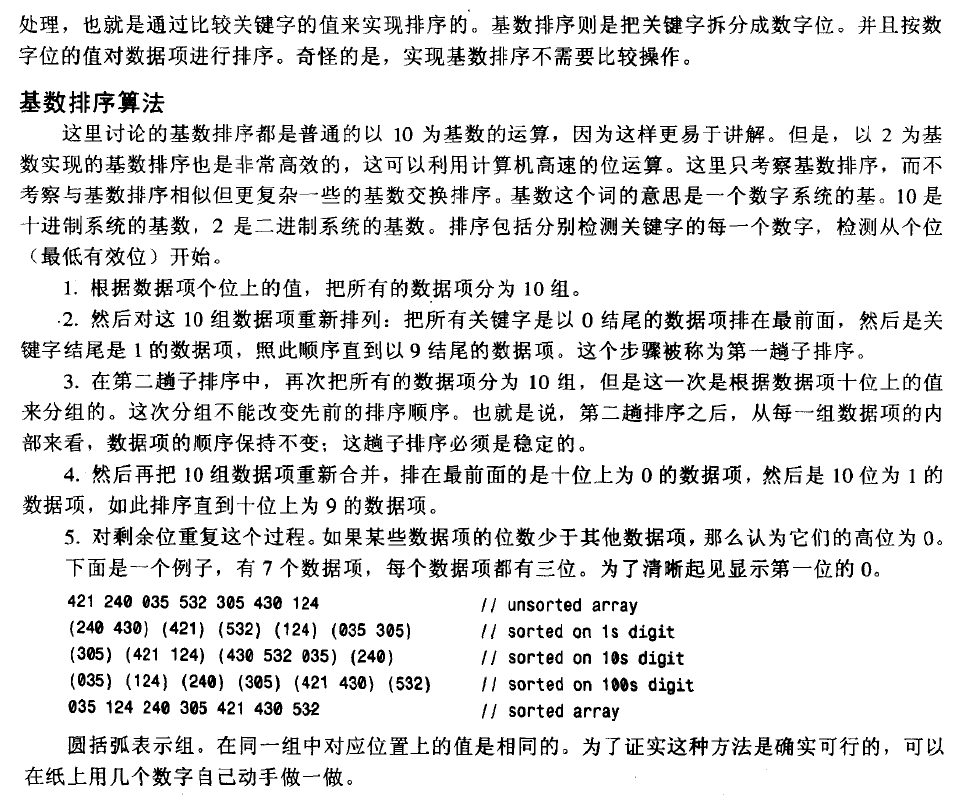 处理，也就是通过比较关键字的值来实现排序的。基数排序则是把关键字拆分成数字位。并且按数
字位的值对数据项进行排序。奇怪的是，实现基数排序不需要比较操作。
基数排序算法
这里讨论的基数排序都是普通的以 10 为基数的运算，因为这样更易于讲解。但是，以 2 为基
数实现的基数排序也是非常高效的，这可以利用计算机高速的位运算。这里只考察基数排序，而不
考察与基数排序相似但更复杂一些的基数交换排序。基数这个词的意思是一个数字系统的基。10 是
十进制系统的基数，2 是二进制系统的基数。排序包括分别检测关键字的每一个数字，检测从个位
（最低有效位）开始。
1. 根据数据项个位上的值，把所有的数据项分为 10 组。
2. 然后对这 10 组数据项重新排列：把所有关键字是以 0 结尾的数据项排在最前面，然后是关
键字结尾是 1 的数据项，照此顺序直到以 9 结尾的数据项。这个步骤被称为第一趟子排序。
3. 在第二趟子排序中，再次把所有的数据项分为 10 组，但是这一次是根据数据项十位上的值
来分组的。这次分组不能改变先前的排序顺序。也就是说，第二趟排序之后，从每一组数据项的内
部来看，数据项的顺序保持不变；这趟子排序必须是稳定的。
4. 然后再把 10 组数据项重新合并，排在最前面的是十位上为 0 的数据项，然后是 10 位为 1 的
数据项，如此排序直到十位上为 9 的数据项。
5. 对剩余位重复这个过程。如果某些数据项的位数少于其他数据项，那么认为它们的高位为 0。
下面是一个例子，有 7 个数据项，每个数据项都有三位。为了清晰起见显示第一位的 0。
421 240 035 532 305 430 124 // unsorted array
(240 430) (421) (532) (124) (035 305) // sorted on 1s digit
(305) (421 124) (430 532 035) (240) // sorted on 10s digit
(035) (124) (240) (305) (421 430) (532) // sorted on 100s digit
035 124 240 305 421 430 532 // sorted array
圆括弧表示组。在同一组中对应位置上的值是相同的。为了证实这种方法是确实可行的，可以
在纸上用几个数字自己动手做一做。